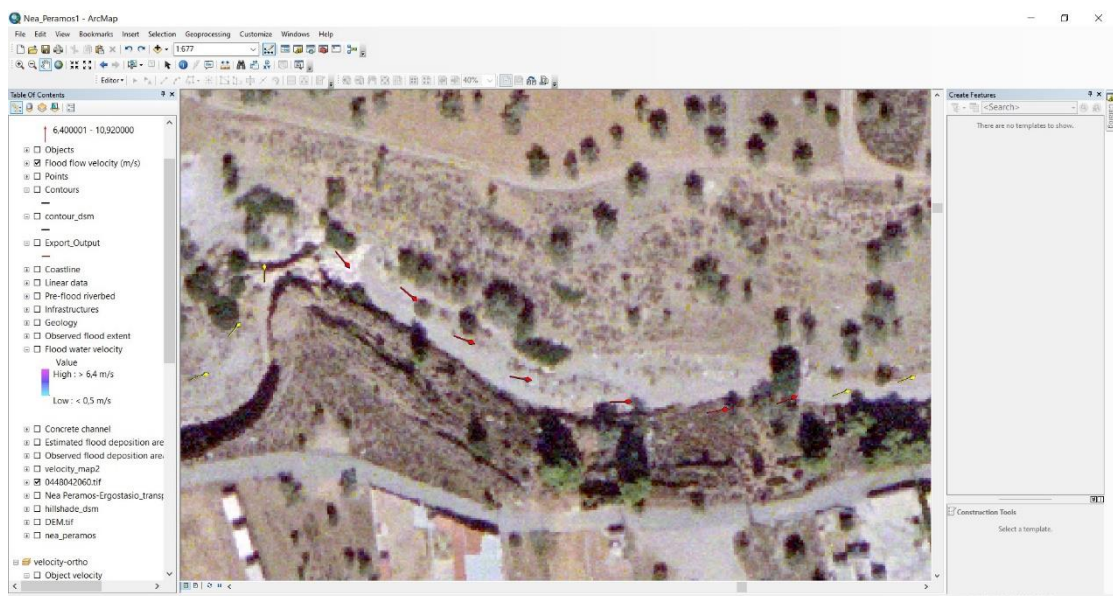 Nea_Peramos1 - ArcMap
File Edit View Bookmarks Insert Selection Geoprocessing Customize Windows Help
1:677
Editor
40%
Table Of Contents
6,400001 - 10,920000
Objects
Flood flow velocity (m/s)
Points
Contours
contour_dsm
Export_Output
Coastline
Linear data
Pre-flood riverbed
Infrastructures
Geology
Observed flood extent
Flood water velocity
Value
High : > 6,4 m/s
Low : < 0,5 m/s
Concrete channel
Estimated flood deposition are
Observed flood deposition are
velocity_map2
0448042060.tif
Nea Peramos-Ergostasio_transp
hillshade_dsm
DEM.tif
nea_peramos
velocity-ortho
Object velocity
Create Features
<Search>
There are no templates to show.
Construction Tools
Select a template.